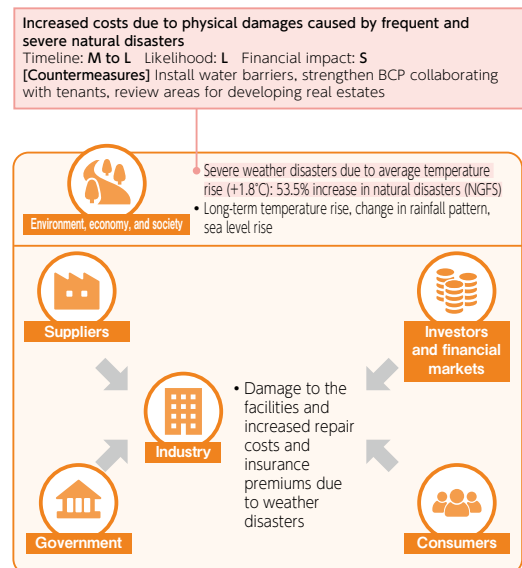 Increased costs due to physical damages caused by frequent and
severe natural disasters
Timeline: M to L Likelihood: L Financial impact: S
[Countermeasures] Install water barriers, strengthen BCP collaborating
with tenants, review areas for developing real estates
• Severe weather disasters due to average temperature
rise (+1.8°C): 53.5% increase in natural disasters (NGFS)
• Long-term temperature rise, change in rainfall pattern,
sea level rise
Environment, economy, and society
Suppliers
Investors
and financial
markets
Industry
• Damage to the
facilities and
increased repair
costs and
insurance
premiums due
to weather
disasters
Government
Consumers